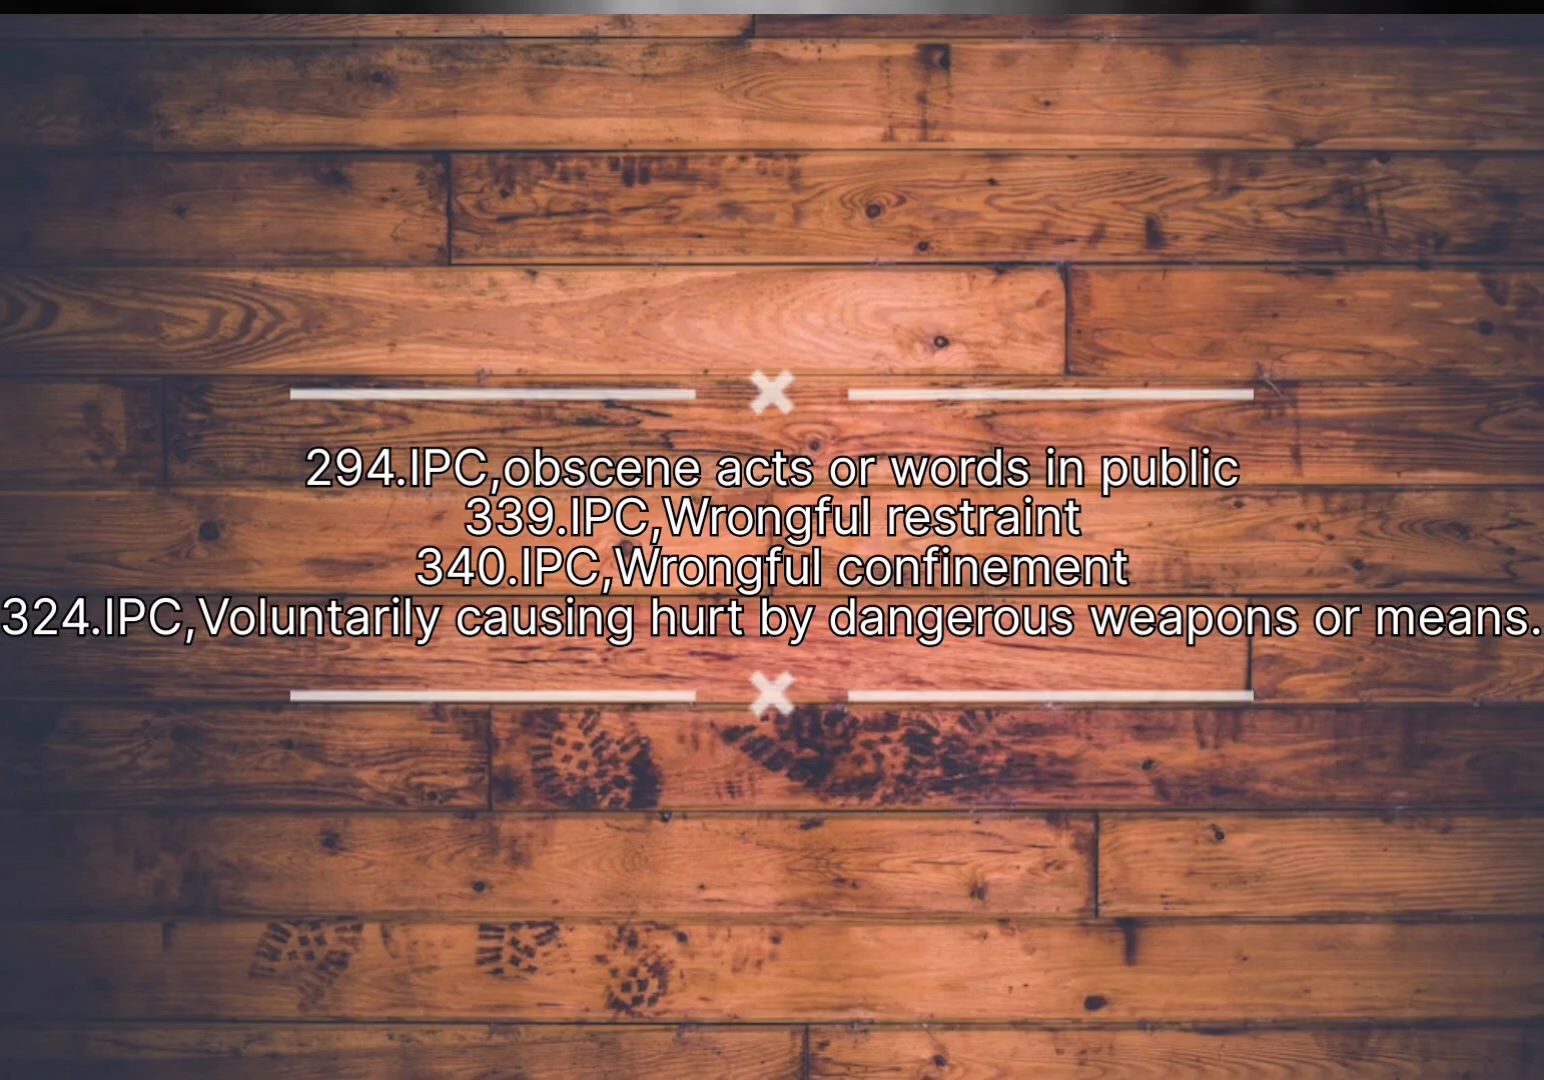 294.IPC,obscene acts or words in public
339.IPC,Wrongful restraint
340.IPC,Wrongful confinement
324.IPC,Voluntarily causing hurt by dangerous weapons or means.